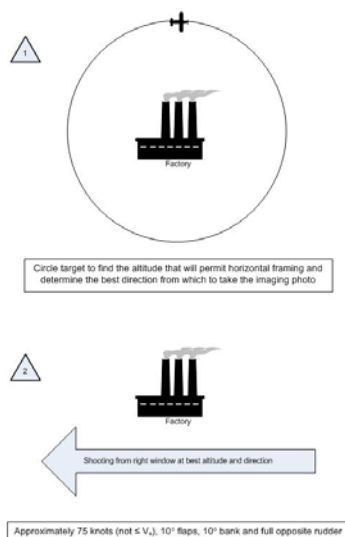 1
Factory
Circle target to find the altitude that will permit horizontal framing and
determine the best direction from which to take the imaging photo
2
Factory
Shooting from right window at best altitude and direction
Approximately 75 knots (not ≤ Vₓ), 10° flaps, 10° bank and full opposite rudder